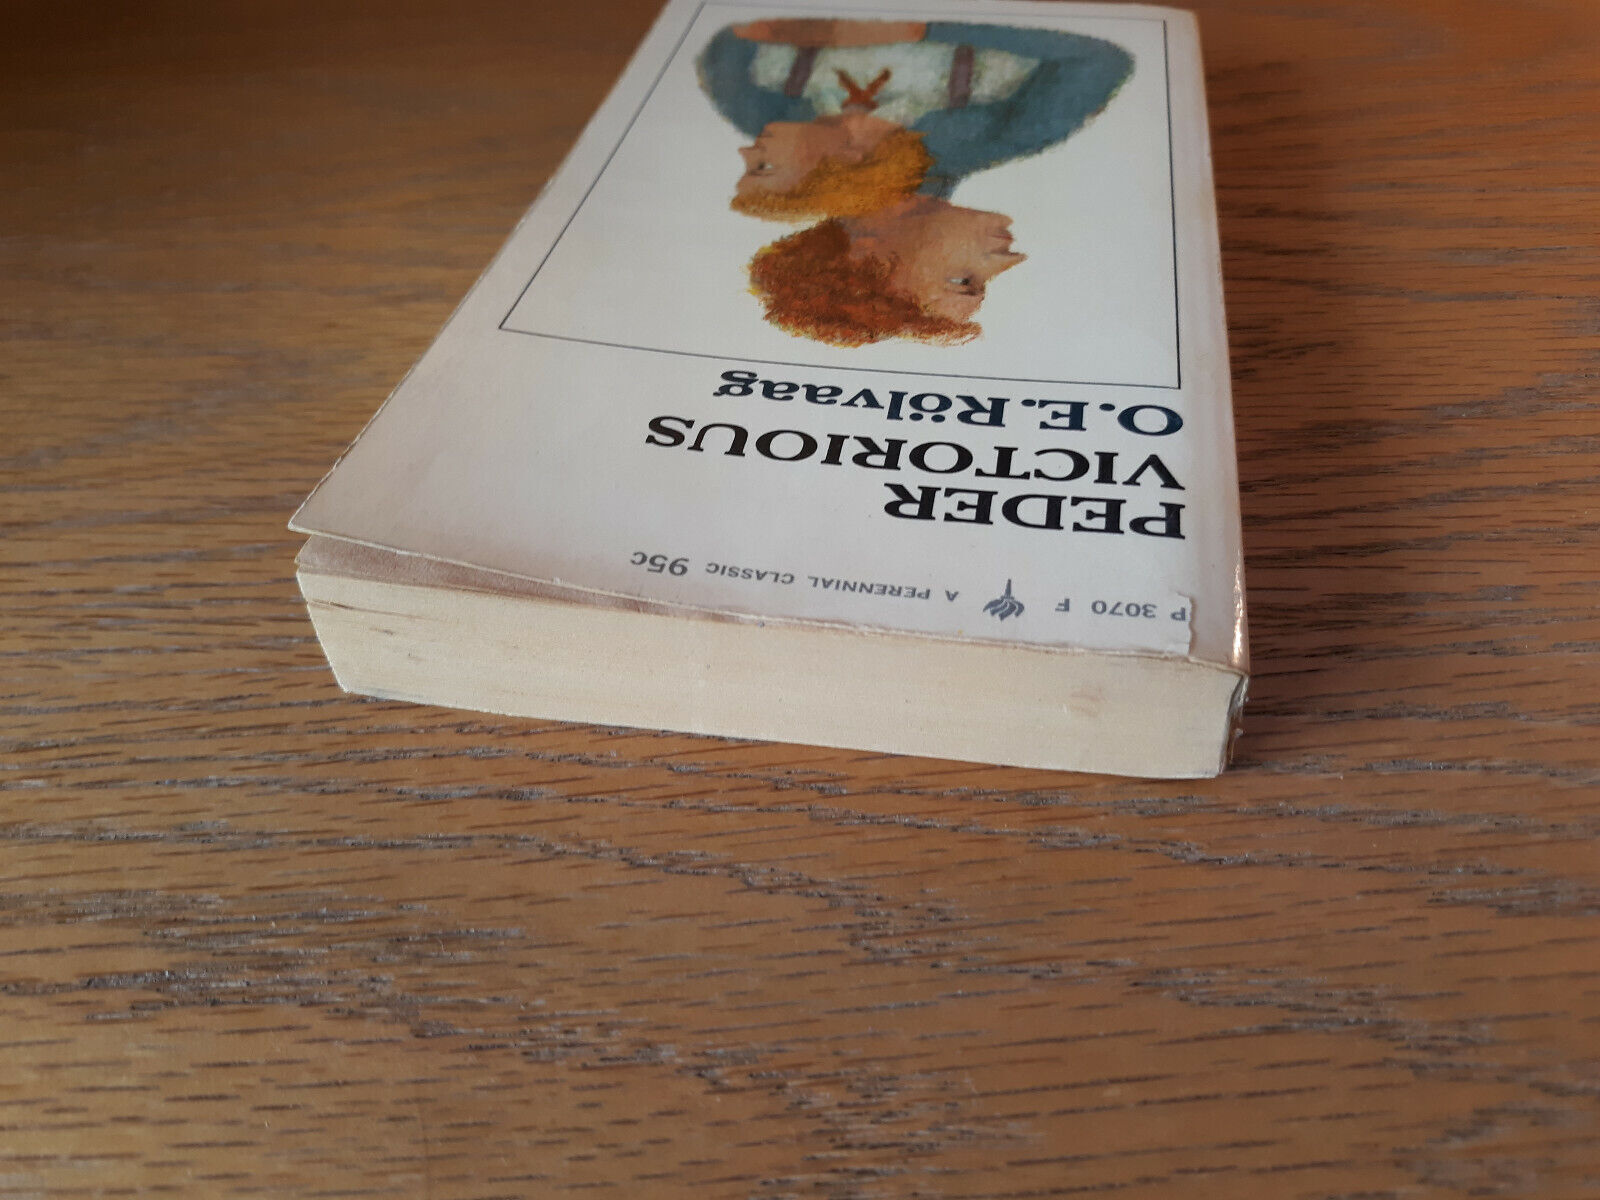 P 3070 F A PERENNIAL CLASSIC 95c
PEDER
VICTORIOUS
O.E.Rölvaag